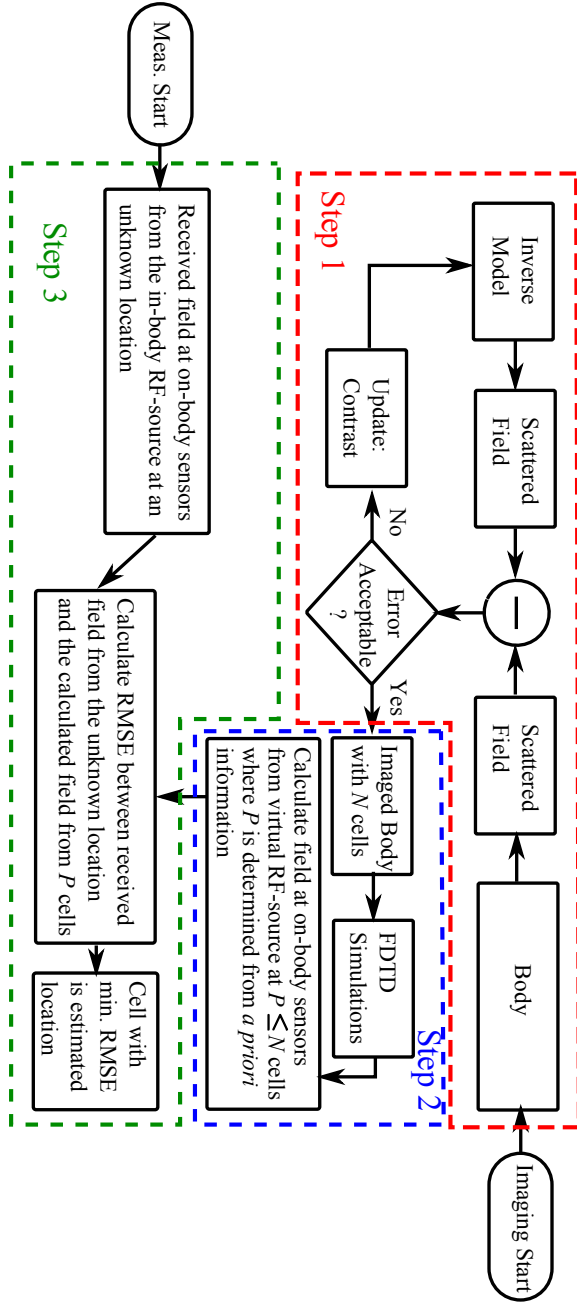 Imaging Start
Body
Scattered
Field
−
Scattered
Field
Inverse
Model
Step 1
Update:
Contrast
No
Error
Acceptable
?
Yes
Imaged Body
with N cells
FDTD
Simulations
Step 2
Calculate field at on-body sensors
from virtual RF-source at P ≤ N cells
where P is determined from a priori
information
Meas. Start
Step 3
Received field at on-body sensors
from the in-body RF-source at an
unknown location
Calculate RMSE between received
field from the unknown location
and the calculated field from P cells
Cell with
min. RMSE
is estimated
location